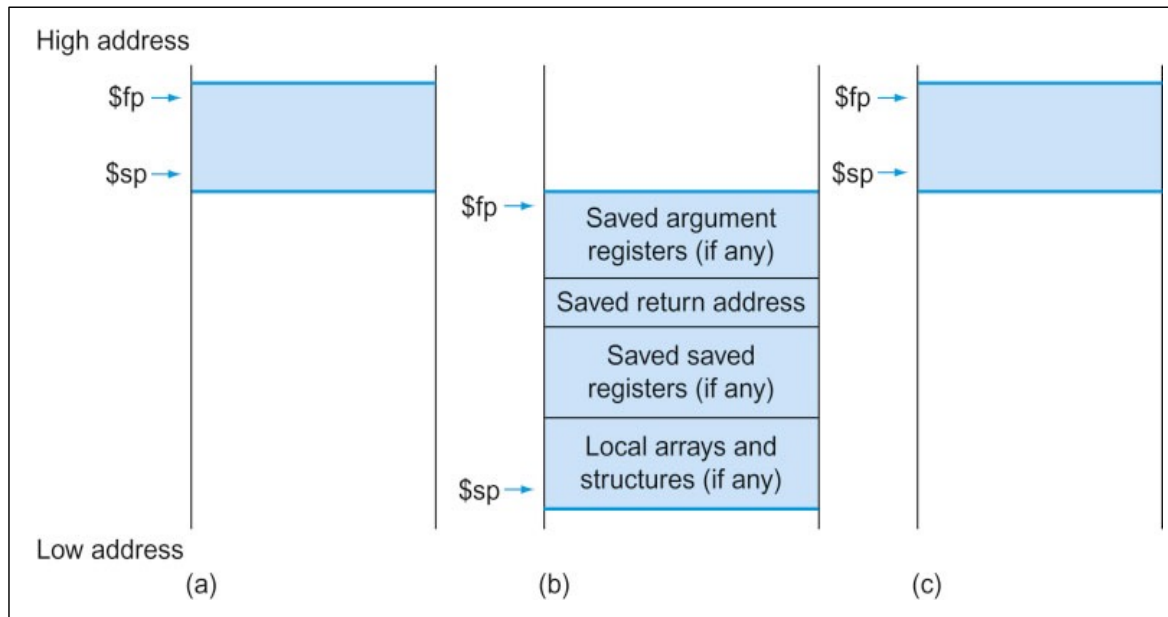 High address
$fp
$sp
$fp
Saved argument
registers (if any)
Saved return address
Saved saved
registers (if any)
Local arrays and
structures (if any)
$sp
$fp
$sp
Low address
(a)
(b)
(c)